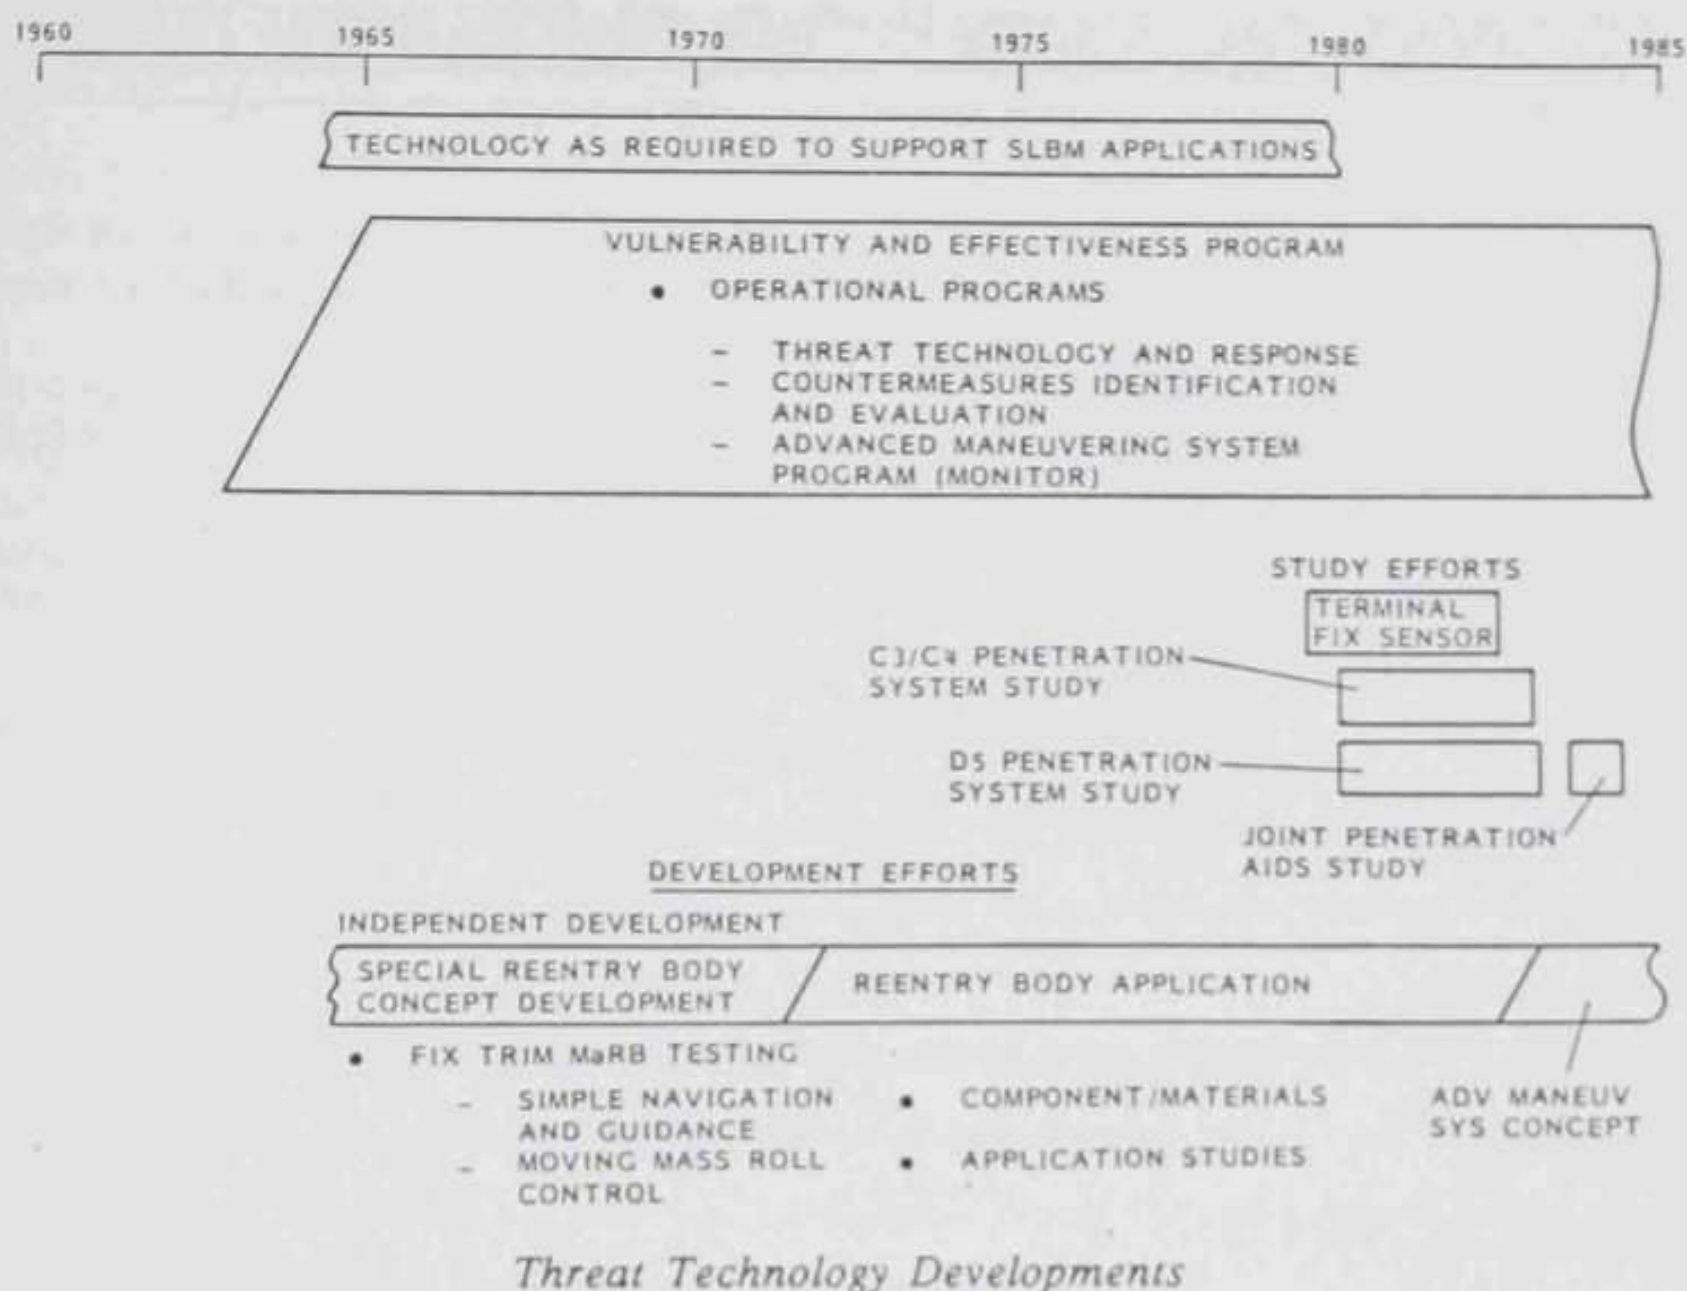 1960 1965 1970 1975 1980 1985
TECHNOLOGY AS REQUIRED TO SUPPORT SLBM APPLICATIONS
VULNERABILITY AND EFFECTIVENESS PROGRAM
• OPERATIONAL PROGRAMS
– THREAT TECHNOLOGY AND RESPONSE
– COUNTERMEASURES IDENTIFICATION
AND EVALUATION
– ADVANCED MANEUVERING SYSTEM
PROGRAM (MONITOR)
STUDY EFFORTS
TERMINAL
FIX SENSOR
C3/C4 PENETRATION
SYSTEM STUDY
D5 PENETRATION
SYSTEM STUDY
JOINT PENETRATION
AIDS STUDY
DEVELOPMENT EFFORTS
INDEPENDENT DEVELOPMENT
SPECIAL REENTRY BODY
CONCEPT DEVELOPMENT
REENTRY BODY APPLICATION
• FIX TRIM MaRB TESTING
– SIMPLE NAVIGATION
AND GUIDANCE
– MOVING MASS ROLL
CONTROL
• COMPONENT/MATERIALS
• APPLICATION STUDIES
ADV MANEUV
SYS CONCEPT
Threat Technology Developments